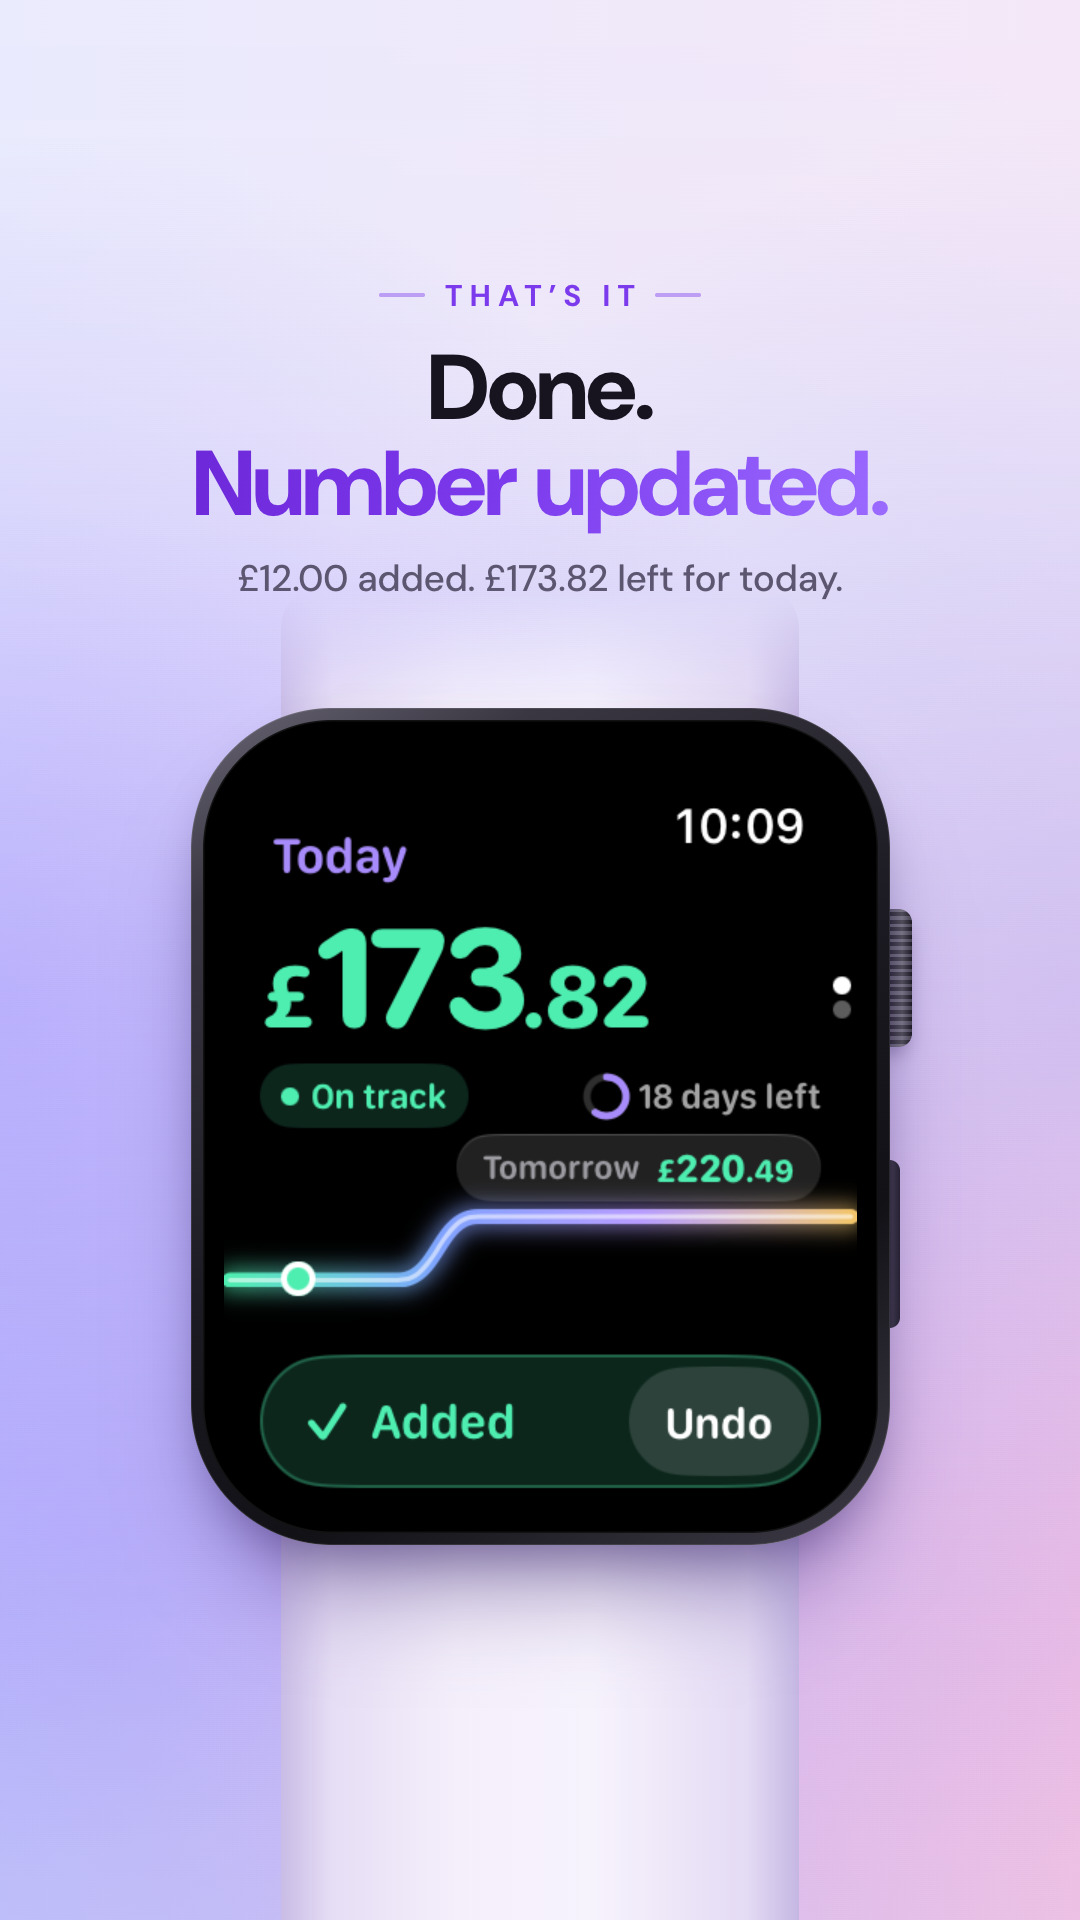 THAT’S IT
Done.
Number updated.
£12.00 added. £173.82 left for today.
10:09
Today
£173.82
On track
18 days left
Tomorrow £220.49
Added
Undo